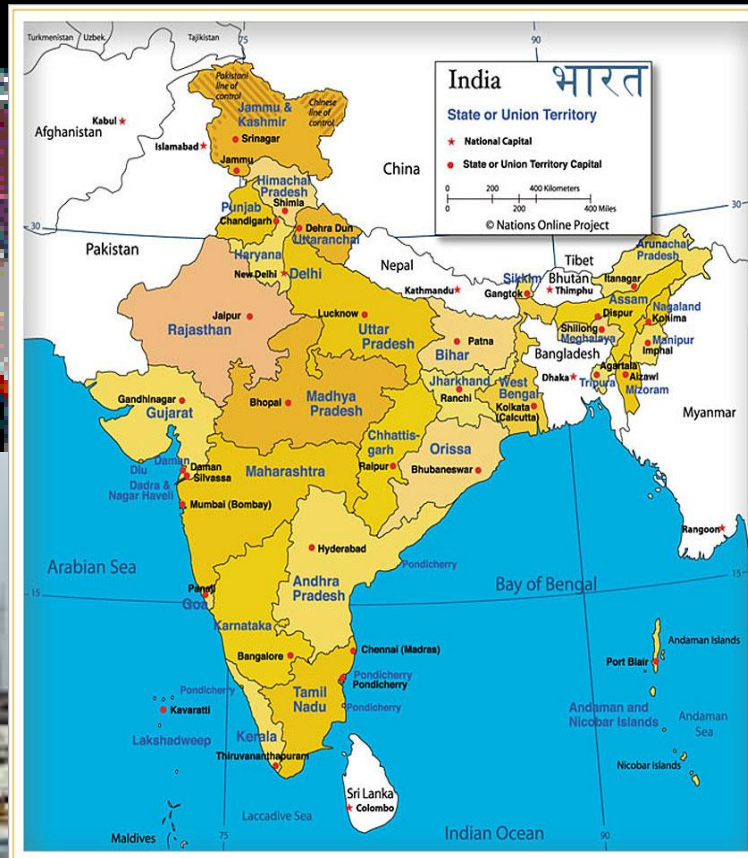 Turkmenistan
Uzbek.
Tajikistan
75
90
India भारत
State or Union Territory
National Capital
State or Union Territory Capital
0 200 400 Kilometers
0 200 400 Miles
© Nations Online Project
Pakistani
line of
control
Chinese
line of
control
Jammu &
Kashmir
Kabul
Afghanistan
Islamabad
Srinagar
Jammu
China
Himachal
Pradesh
Shimla
Punjab
Chandigarh
Dehra Dun
Uttaranchal
30
30
Pakistan
Haryana
New Delhi
Delhi
Nepal
Kathmandu
Tibet
Bhutan
Thimphu
Sikkim
Gangtok
Arunachal
Pradesh
Itanagar
Assam
Dispur
Nagaland
Kohima
Shillong
Meghalaya
Manipur
Imphal
Jaipur
Rajasthan
Lucknow
Uttar
Pradesh
Patna
Bihar
Bangladesh
Dhaka
Agartala
Tripura
Aizawl
Mizoram
Myanmar
Gandhinagar
Gujarat
Bhopal
Madhya
Pradesh
Jharkhand
Ranchi
West
Bengal
Kolkata
(Calcutta)
Chhattis-
garh
Raipur
Orissa
Bhubaneswar
Daman
Diu
Daman
Silvassa
Dadra &
Nagar Haveli
Maharashtra
Mumbai (Bombay)
Rangoon
Arabian Sea
Hyderabad
Pondicherry
Andhra
Pradesh
Bay of Bengal
15
15
Panaji
Goa
Karnataka
Bangalore
Chennai (Madras)
Andaman Islands
Port Blair
Pondicherry
Pondicherry
Pondicherry
Tamil
Nadu
Pondicherry
Kavaratti
Lakshadweep
Kerala
Thiruvananthapuram
Andaman and
Nicobar Islands
Andaman
Sea
Nicobar Islands
Sri Lanka
Colombo
Laccadive Sea
Maldives
75
Indian Ocean
90